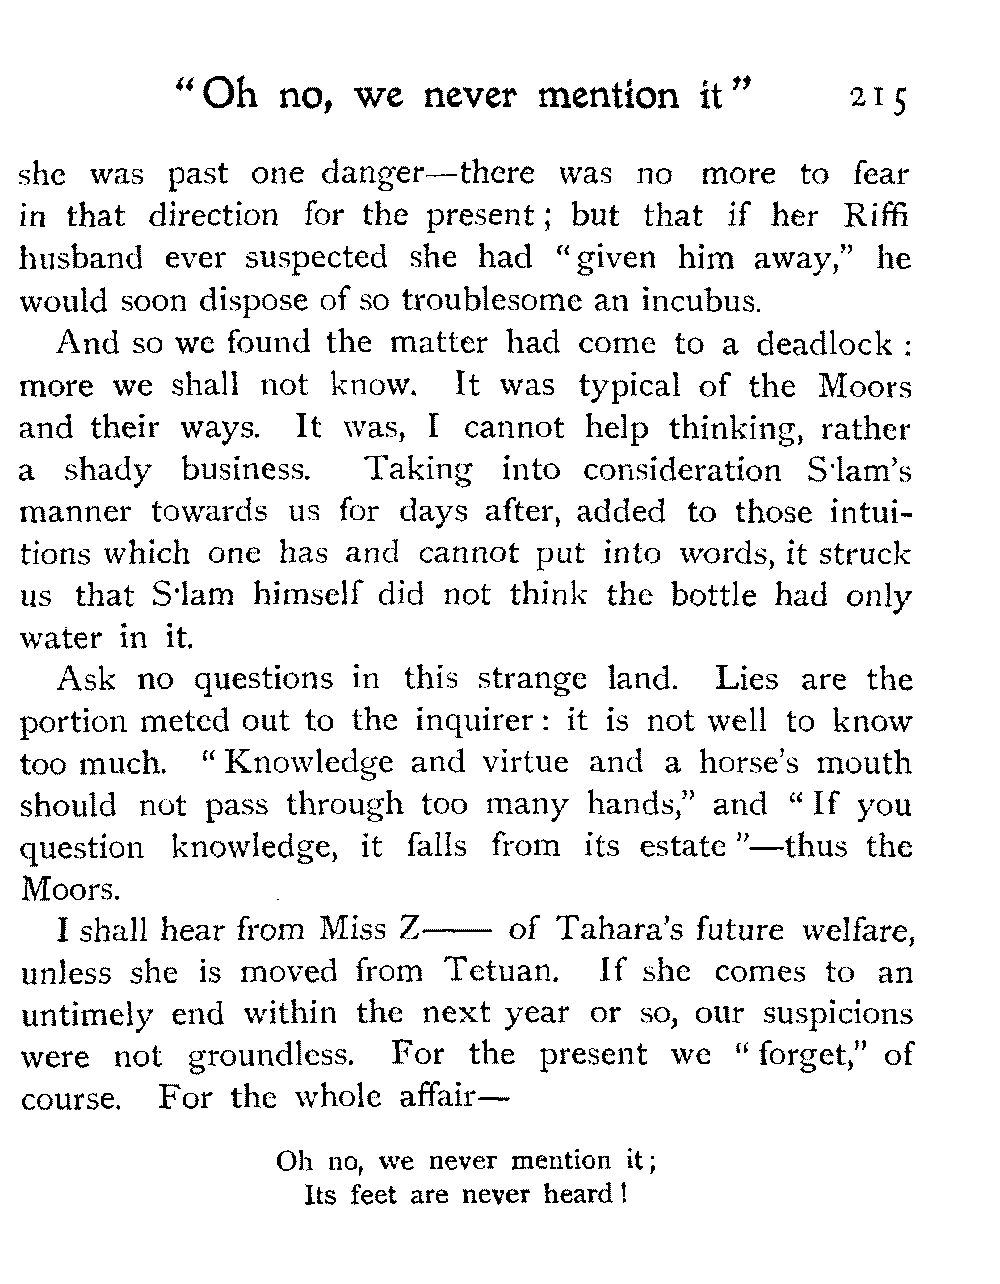 “Oh no, we never mention it” 215
she was past one danger—there was no more to fear
in that direction for the present; but that if her Riffi
husband ever suspected she had “given him away,” he
would soon dispose of so troublesome an incubus.
And so we found the matter had come to a deadlock:
more we shall not know. It was typical of the Moors
and their ways. It was, I cannot help thinking, rather
a shady business. Taking into consideration S·lam’s
manner towards us for days after, added to those intui-
tions which one has and cannot put into words, it struck
us that S·lam himself did not think the bottle had only
water in it.
Ask no questions in this strange land. Lies are the
portion meted out to the inquirer: it is not well to know
too much. “Knowledge and virtue and a horse’s mouth
should not pass through too many hands,” and “If you
question knowledge, it falls from its estate”—thus the
Moors.
I shall hear from Miss Z—— of Tahara’s future welfare,
unless she is moved from Tetuan. If she comes to an
untimely end within the next year or so, our suspicions
were not groundless. For the present we “forget,” of
course. For the whole affair—
Oh no, we never mention it;
Its feet are never heard!